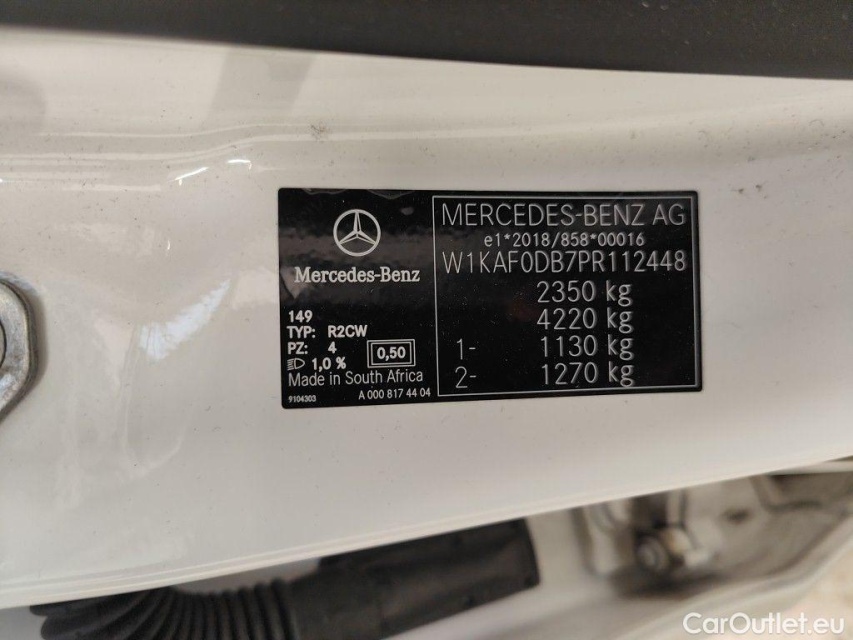 Mercedes-Benz
149
TYP: R2CW
PZ: 4
1,0 %
0,50
Made in South Africa
9104303 A 000 817 44 04
MERCEDES-BENZ AG
e1*2018/858*00016
W1KAF0DB7PR112448
2350 kg
4220 kg
1- 1130 kg
2- 1270 kg
CarOutlet.eu